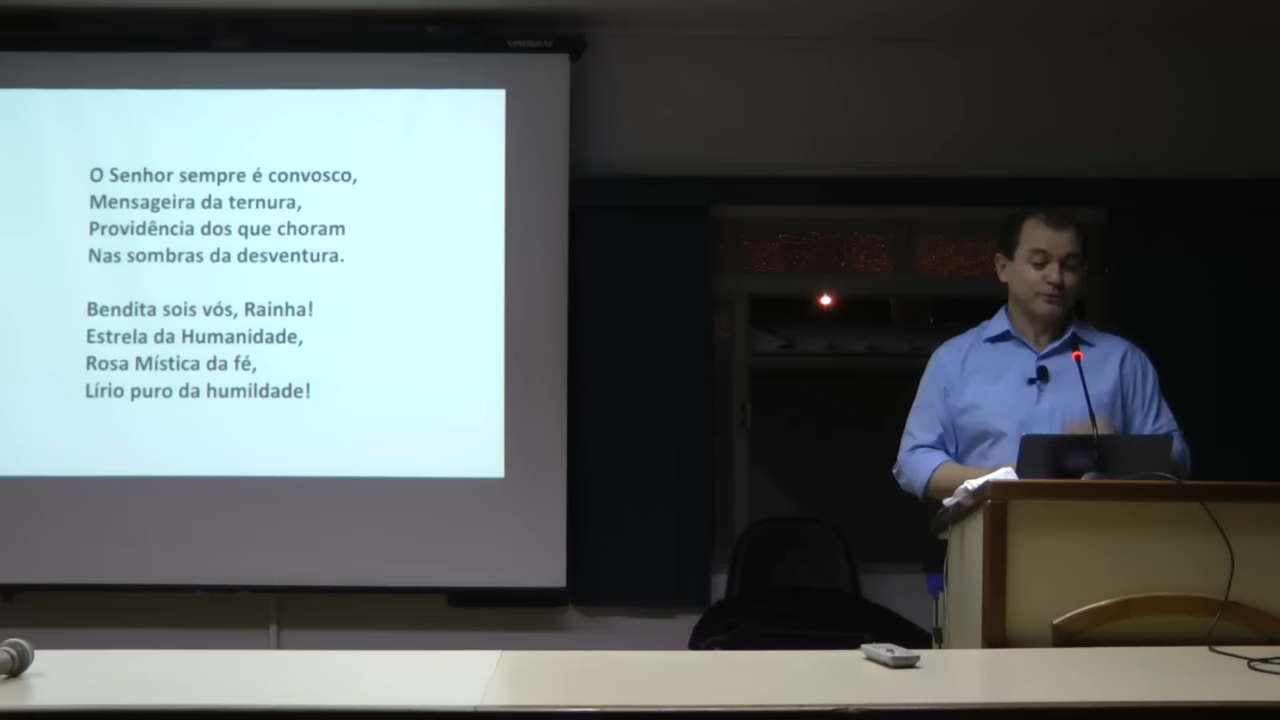 O Senhor sempre é convosco,
Mensageira da ternura,
Providência dos que choram
Nas sombras da desventura.
Bendita sois vós, Rainha!
Estrela da Humanidade,
Rosa Mística da fé,
Lírio puro da humildade!